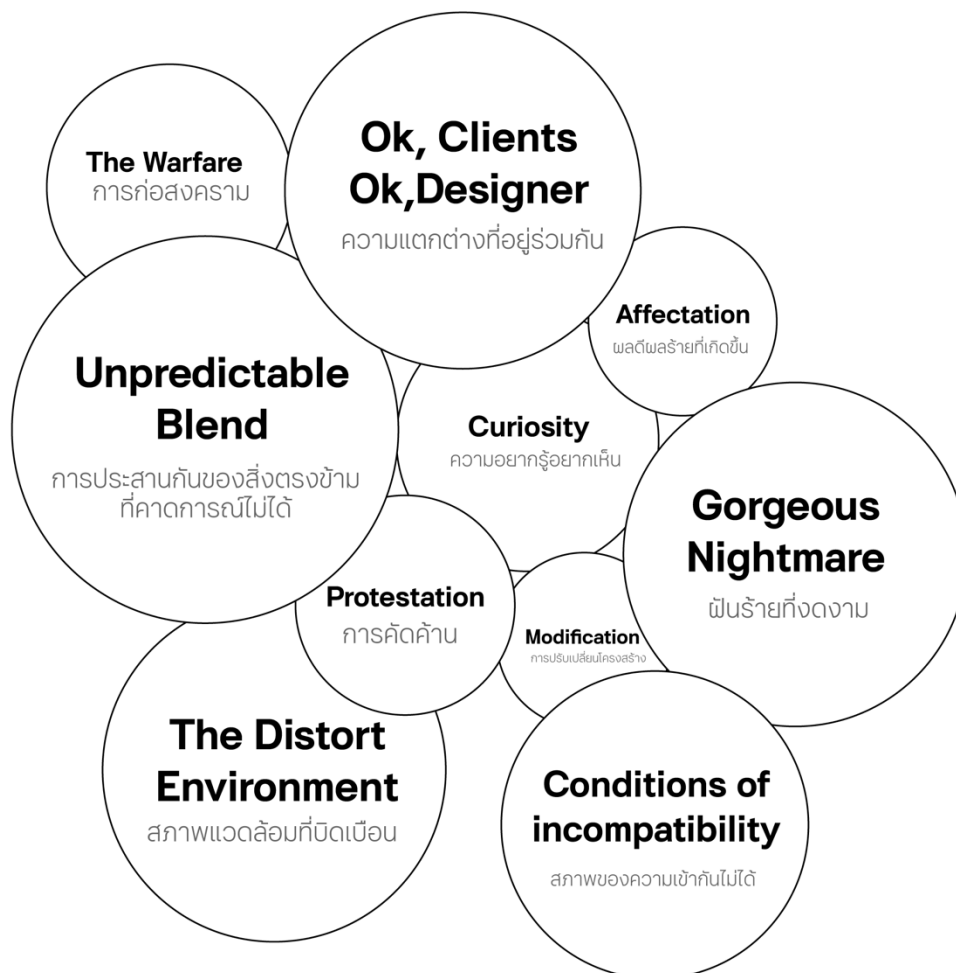 Ok, Clients
Ok,Designer
ความแตกต่างที่อยู่ร่วมกัน
The Warfare
การก่อสงคราม
Affectation
ผลดีผลร้ายที่เกิดขึ้น
Unpredictable
Blend
การประสานกันของสิ่งตรงข้าม
ที่คาดการณ์ไม่ได้
Curiosity
ความอยากรู้อยากเห็น
Gorgeous
Nightmare
ฝันร้ายที่งดงาม
Protestation
การคัดค้าน
Modification
การปรับเปลี่ยนโครงสร้าง
The Distort
Environment
สภาพแวดล้อมที่บิดเบือน
Conditions of
incompatibility
สภาพของความเข้ากันไม่ได้